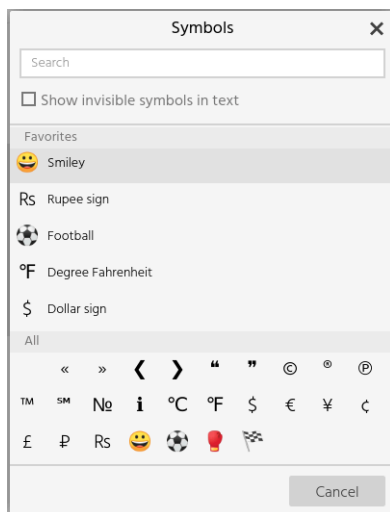 Symbols ✕
Search
Show invisible symbols in text
Favorites
😀 Smiley
₨ Rupee sign
⚽ Football
℉ Degree Fahrenheit
$ Dollar sign
All
« » ❮ ❯ ❝ ❞ © ® ℗
™ ℠ № ℹ ℃ ℉ $ € ¥ ¢
£ ₽ ₨ 😀 ⚽ 🥊 🏁
Cancel